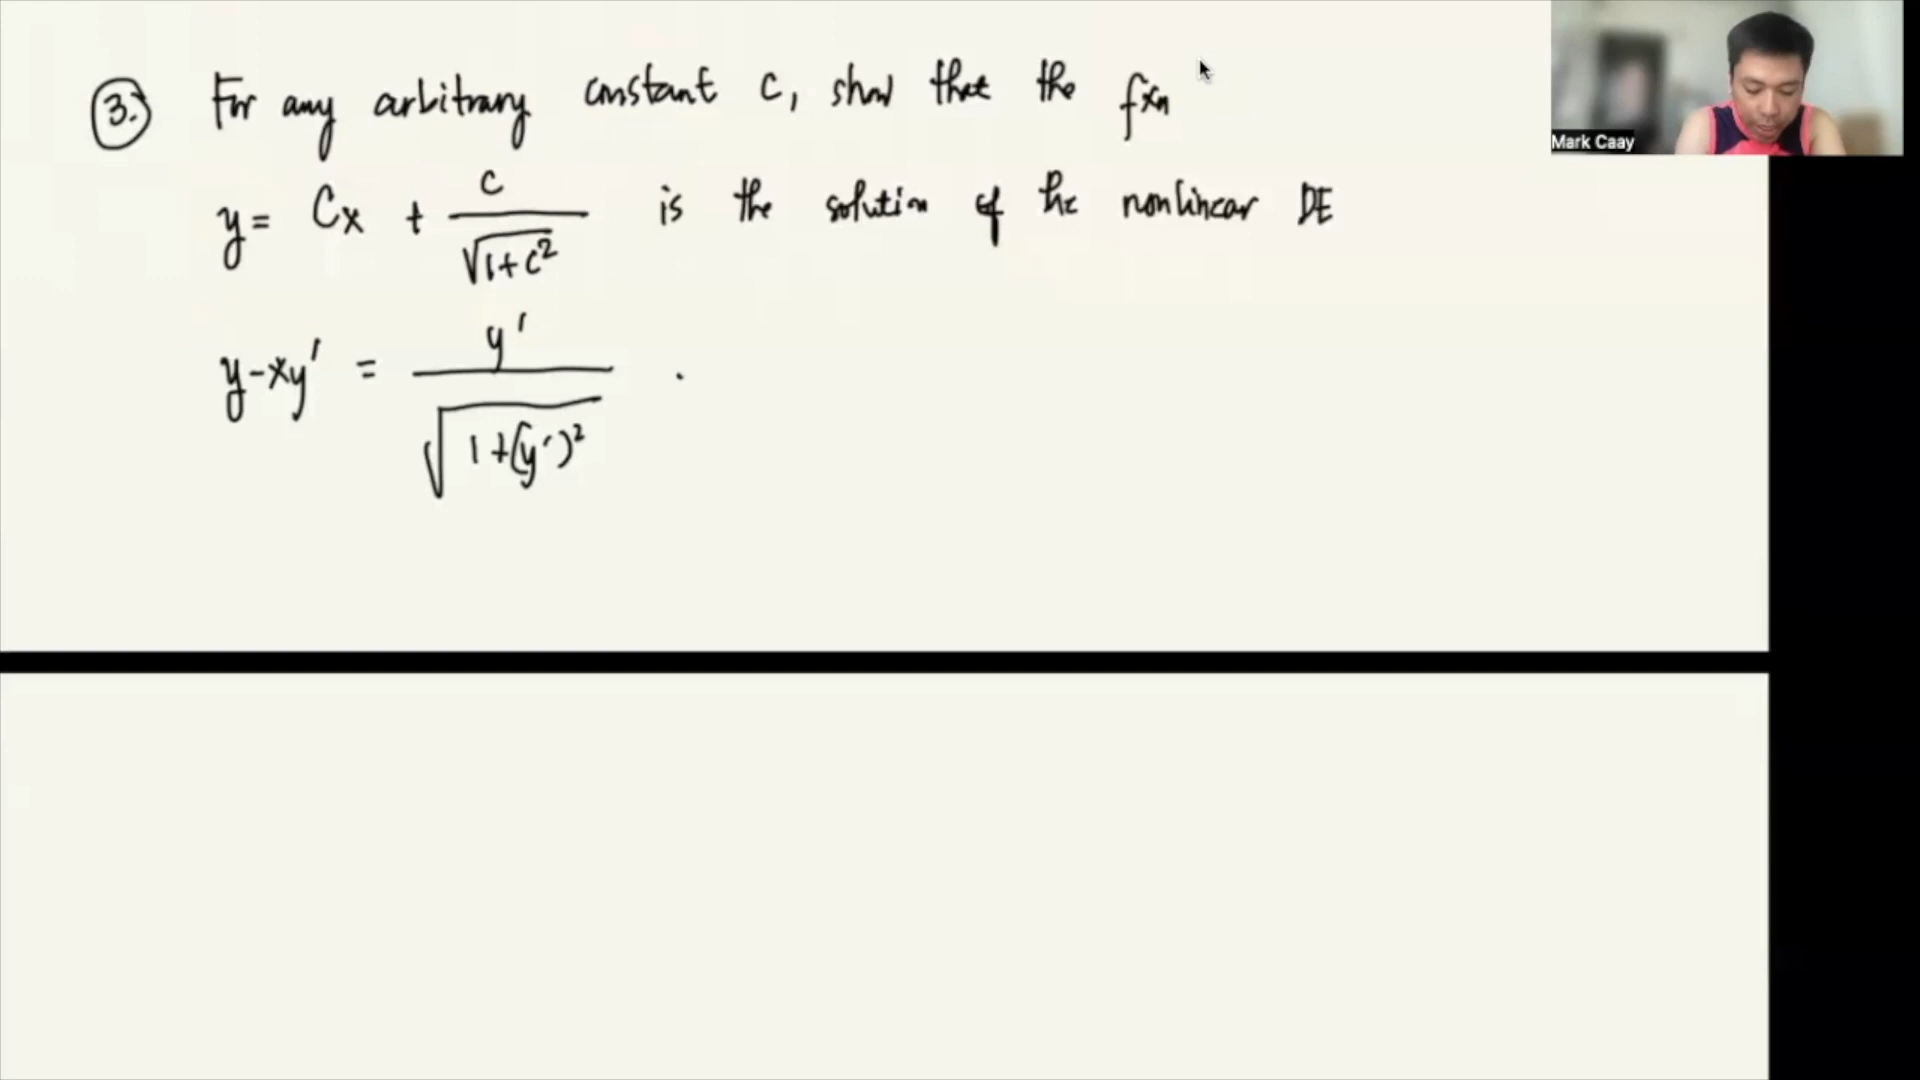 3. For any arbitrary constant c, show that the fxn
y = Cx + c / √(1+c²) is the solution of the nonlinear DE
y - xy' = y' / √(1+(y')²) .
Mark Caay